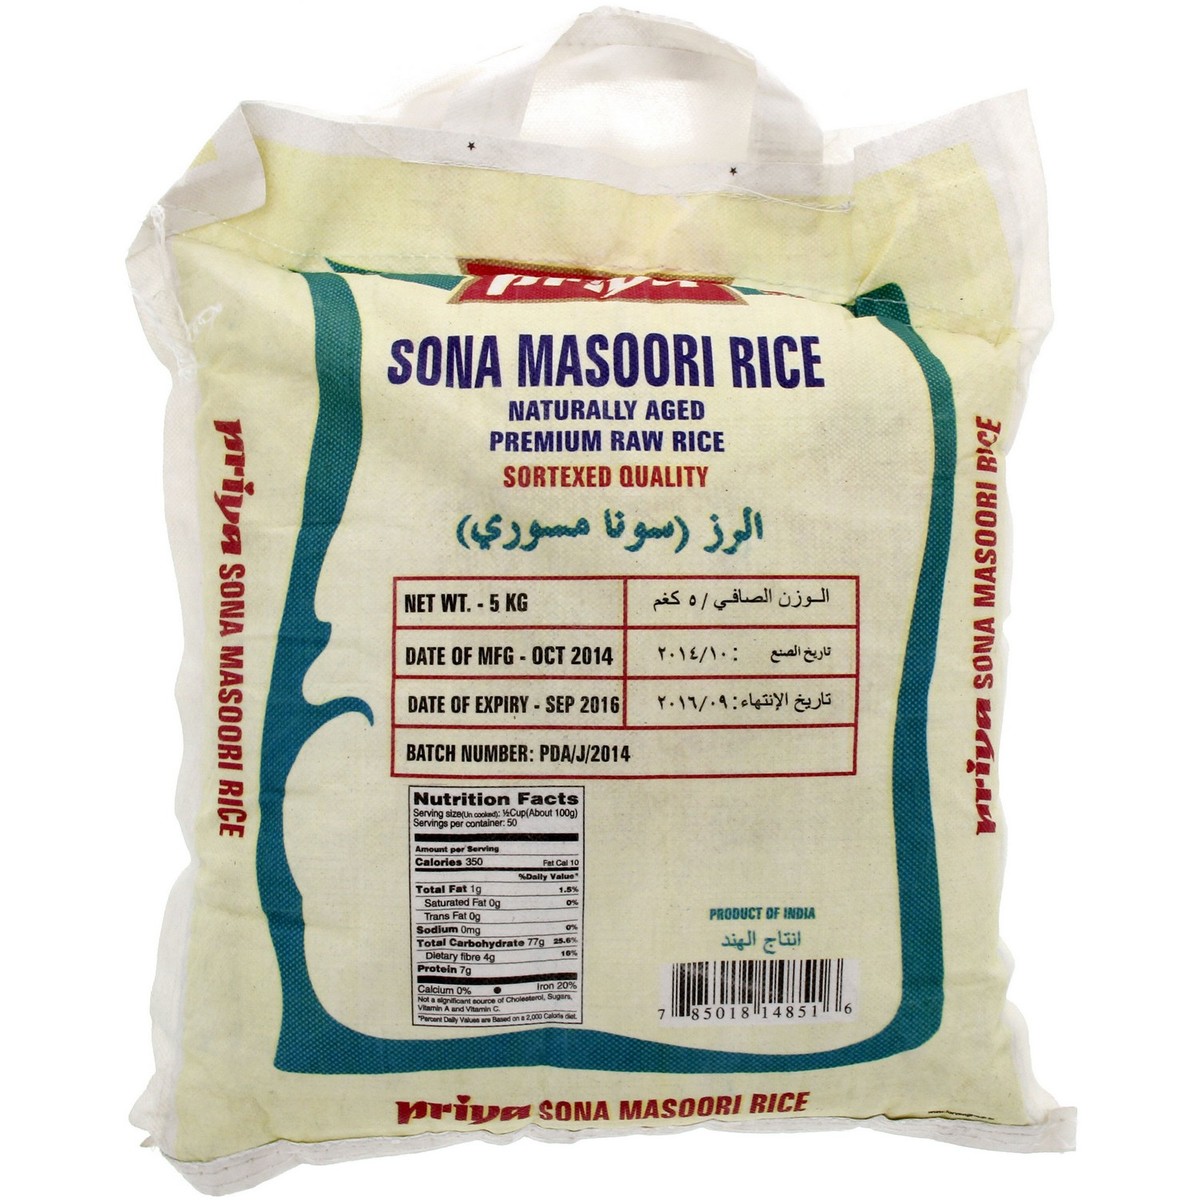 priya
SONA MASOORI RICE
NATURALLY AGED
PREMIUM RAW RICE
SORTEXED QUALITY
الرز (سونا مسوري)
NET WT. - 5 KG
الوزن الصافي / ٥ كغم
DATE OF MFG - OCT 2014
تاريخ الصنع : ٢٠١٤/١٠
DATE OF EXPIRY - SEP 2016
تاريخ الإنتهاء : ٢٠١٦/٠٩
BATCH NUMBER: PDA/J/2014
Nutrition Facts
Serving size(Un cooked): ½Cup(About 100g)
Servings per container: 50
Amount per Serving
Calories 350 Fat Cal 10
%Daily Value*
Total Fat 1g 1.5%
Saturated Fat 0g 0%
Trans Fat 0g
Sodium 0mg 0%
Total Carbohydrate 77g 25.6%
Dietary fibre 4g 16%
Protein 7g
Calcium 0% ● Iron 20%
Not a significant source of Cholesterol, Sugars,
Vitamin A and Vitamin C.
*Percent Daily Values are Based on a 2,000 Calorie diet.
PRODUCT OF INDIA
انتاج الهند
7 85018 14851 6
priya SONA MASOORI RICE
priya SONA MASOORI RICE
priya SONA MASOORI RICE